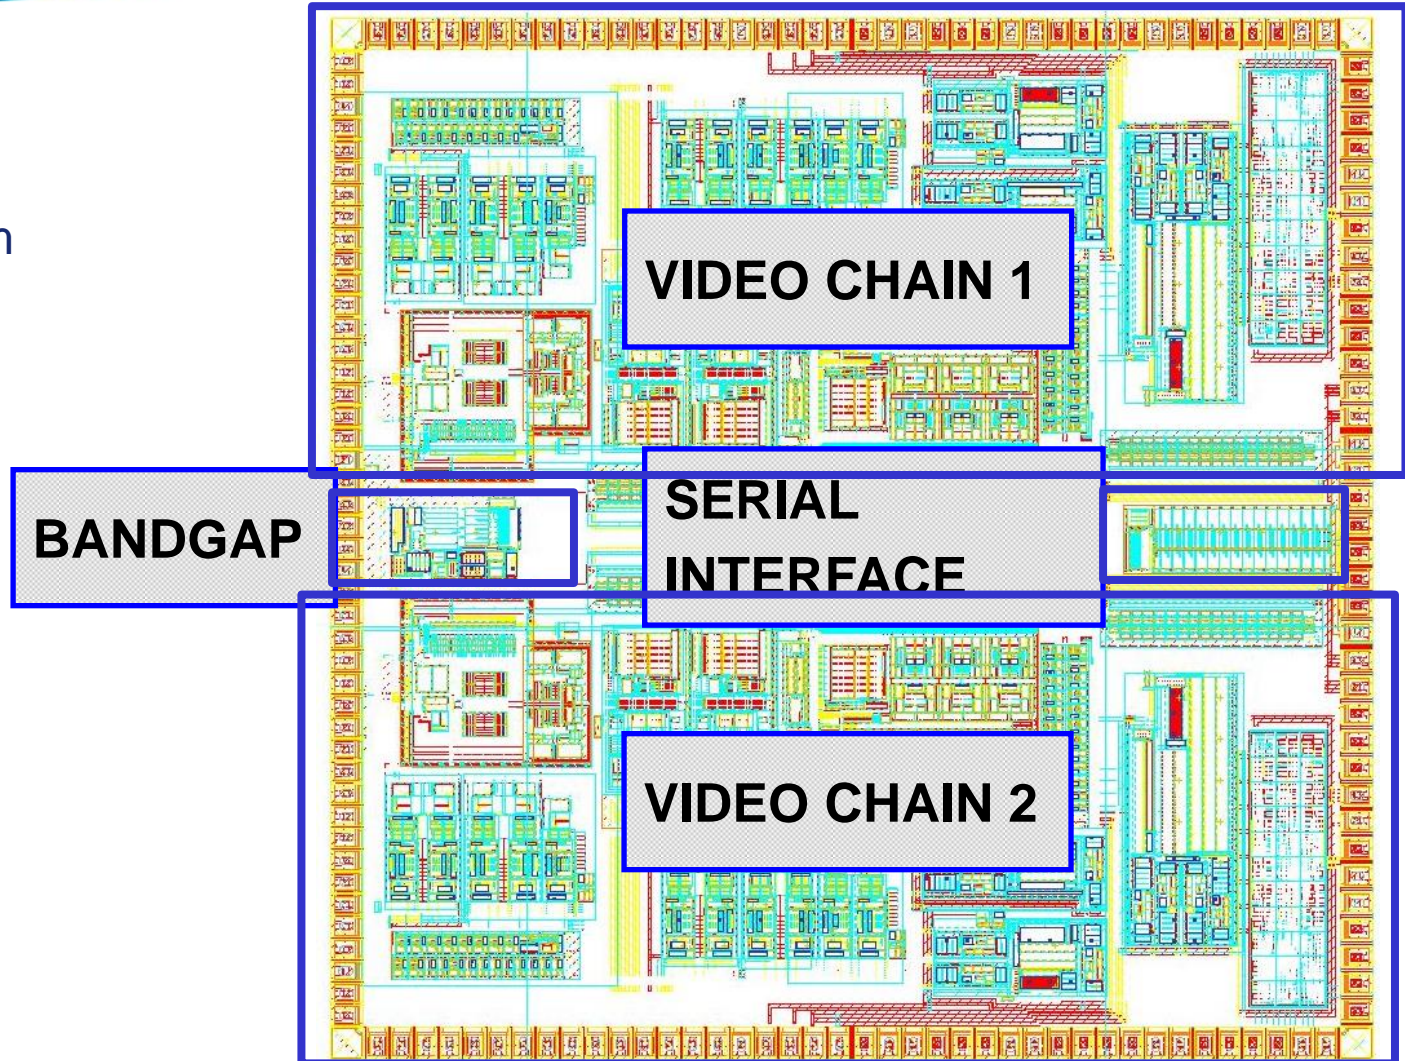 n
VIDEO CHAIN 1
BANDGAP
SERIAL
INTERFACE
VIDEO CHAIN 2